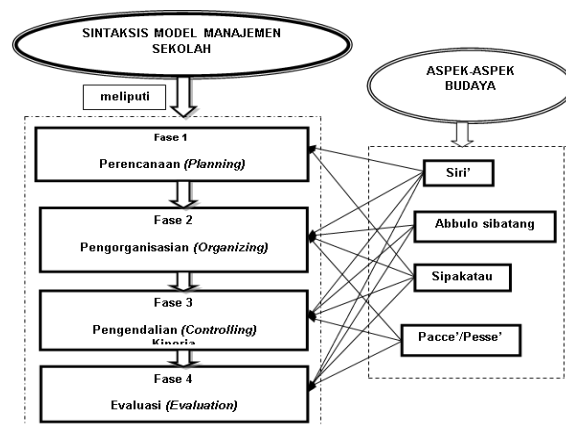 SINTAKSIS MODEL MANAJEMEN
SEKOLAH
meliputi
Fase 1
Perencanaan (Planning)
Fase 2
Pengorganisasian (Organizing)
Fase 3
Pengendalian (Controlling)
Kinerja
Fase 4
Evaluasi (Evaluation)
ASPEK-ASPEK
BUDAYA
Siri’
Abbulo sibatang
Sipakatau
Pacce’/Pesse’